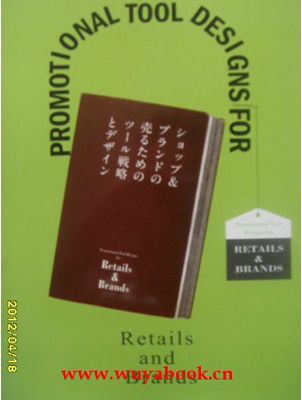 PROMOTIONAL TOOL DESIGNS FOR
ショップ&
ブランドの
売るための
ツール戦略
とデザイン
Promotional Tool Designs
for
Retails
&
Brands
Promotional Tool
Designs for
RETAILS
&
BRANDS
Retails
and
Brands
www.wuyabook.cn
2012/04/18